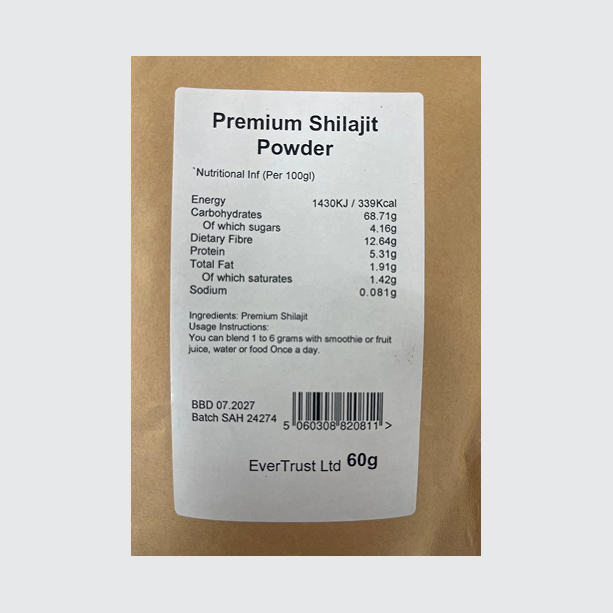 Premium Shilajit
Powder
`Nutritional Inf (Per 100gl)
Energy 1430KJ / 339Kcal
Carbohydrates 68.71g
Of which sugars 4.16g
Dietary Fibre 12.64g
Protein 5.31g
Total Fat 1.91g
Of which saturates 1.42g
Sodium 0.081g
Ingredients: Premium Shilajit
Usage Instructions:
You can blend 1 to 6 grams with smoothie or fruit
juice, water or food Once a day.
BBD 07.2027
Batch SAH 24274
5 060308 820811 >
EverTrust Ltd 60g